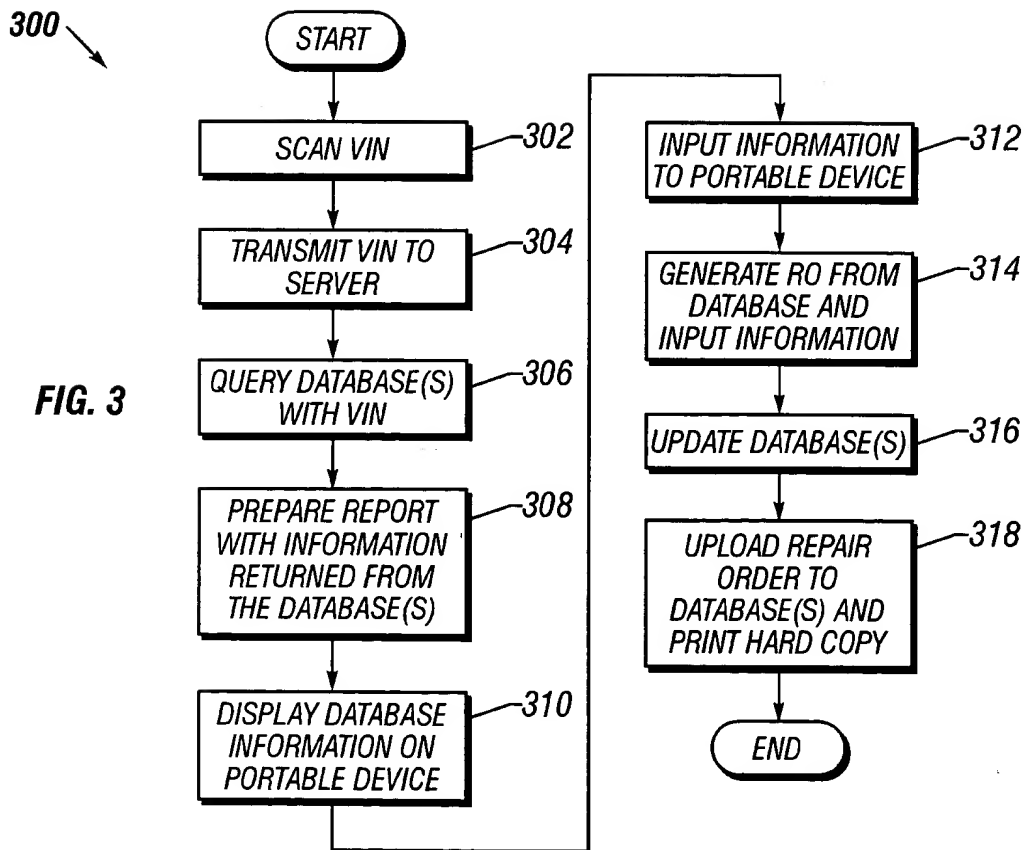 300
START
SCAN VIN
302
TRANSMIT VIN TO
SERVER
304
QUERY DATABASE(S)
WITH VIN
306
FIG. 3
PREPARE REPORT
WITH INFORMATION
RETURNED FROM
THE DATABASE(S)
308
DISPLAY DATABASE
INFORMATION ON
PORTABLE DEVICE
310
INPUT INFORMATION
TO PORTABLE DEVICE
312
GENERATE RO FROM
DATABASE AND
INPUT INFORMATION
314
UPDATE DATABASE(S)
316
UPLOAD REPAIR
ORDER TO
DATABASE(S) AND
PRINT HARD COPY
318
END